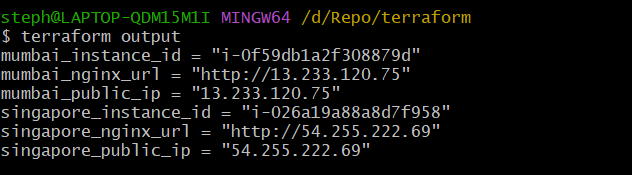 steph@LAPTOP-QDM15M1I MINGW64 /d/Repo/terraform
$ terraform output
mumbai_instance_id = "i-0f59db1a2f308879d"
mumbai_nginx_url = "http://13.233.120.75"
mumbai_public_ip = "13.233.120.75"
singapore_instance_id = "i-026a19a88a8d7f958"
singapore_nginx_url = "http://54.255.222.69"
singapore_public_ip = "54.255.222.69"